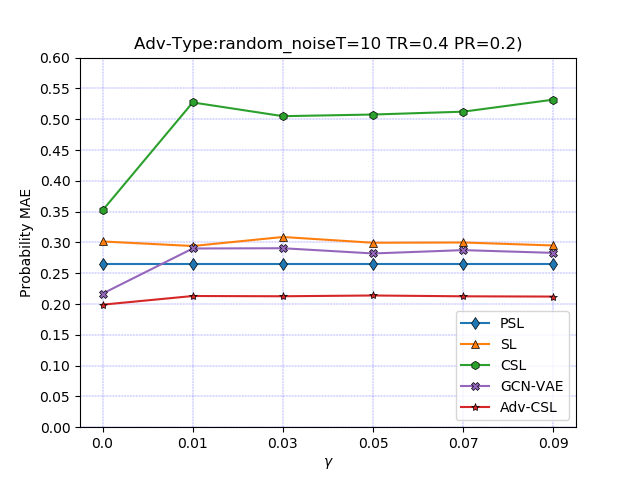 Adv-Type:random_noiseT=10 TR=0.4 PR=0.2)
Probability MAE
0.60
0.55
0.50
0.45
0.40
0.35
0.30
0.25
0.20
0.15
0.10
0.05
0.00
PSL
SL
CSL
GCN-VAE
Adv-CSL
0.0 0.01 0.03 0.05 0.07 0.09
γ